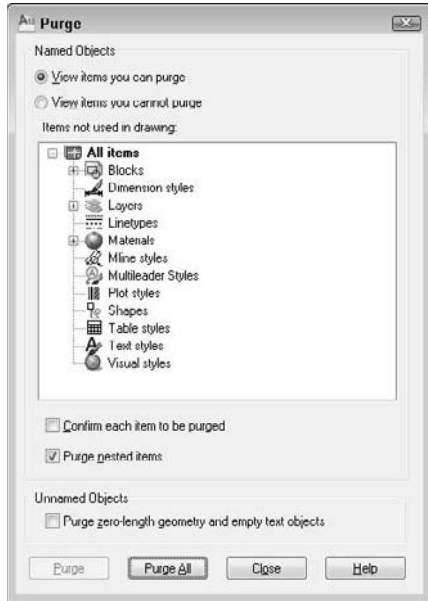 Purge
Named Objects
View items you can purge
View items you cannot purge
Items not used in drawing:
All items
Blocks
Dimension styles
Layers
Linetypes
Materials
Mline styles
Multileader Styles
Plot styles
Shapes
Table styles
Text styles
Visual styles
Confirm each item to be purged
Purge nested items
Unnamed Objects
Purge zero-length geometry and empty text objects
Purge Purge All Close Help